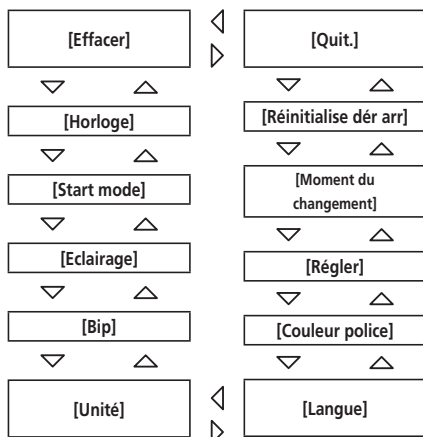 [Effacer]
[Horloge]
[Start mode]
[Eclairage]
[Bip]
[Unité]
[Quit.]
[Réinitialise dér arr]
[Moment du
changement]
[Régler]
[Couleur police]
[Langue]